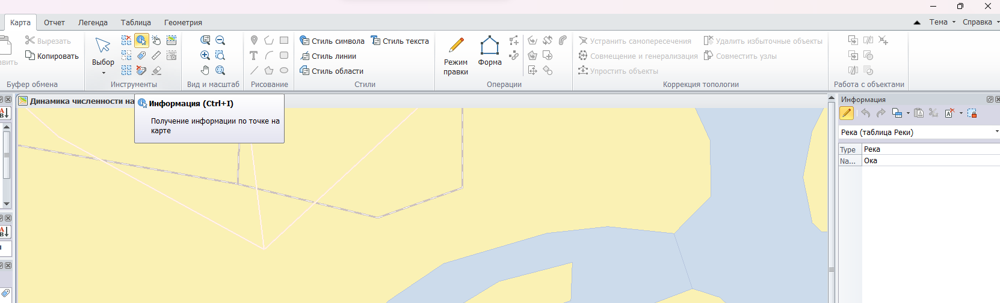 Карта Отчет Легенда Таблица Геометрия Тема Справка
Вырезать Стиль символа Стиль текста Устранить самопересечения Удалить избыточные объекты
Копировать Выбор Стиль линии Режим правки Форма Совмещение и генерализация Совместить узлы
Стиль области Упростить объекты
Буфер обмена Инструменты Вид и масштаб Рисование Стили Операции Коррекция топологии Работа с объектами
Динамика численности на
Информация (Ctrl+I)
Получение информации по точке на
карте
Информация
Река (таблица Реки)
Type Река
Na... Ока